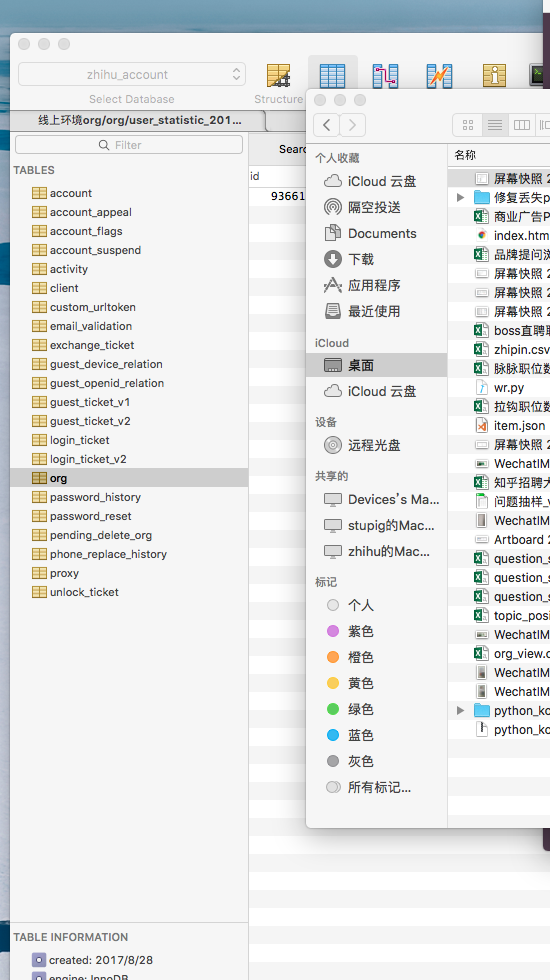 zhihu_account
Select Database
Structure
线上环境org/org/user_statistic_201...
Filter
Searc
TABLES
id
93661
account
account_appeal
account_flags
account_suspend
activity
client
custom_urltoken
email_validation
exchange_ticket
guest_device_relation
guest_openid_relation
guest_ticket_v1
guest_ticket_v2
login_ticket
login_ticket_v2
org
password_history
password_reset
pending_delete_org
phone_replace_history
proxy
unlock_ticket
TABLE INFORMATION
created: 2017/8/28
engine: InnoDB
个人收藏
iCloud 云盘
隔空投送
Documents
下载
应用程序
最近使用
iCloud
桌面
iCloud 云盘
设备
远程光盘
共享的
Devices's Ma...
stupig的Mac...
zhihu的Mac...
标记
个人
紫色
橙色
黄色
绿色
蓝色
灰色
所有标记...
名称
屏幕快照 2
修复丢失p
商业广告P
index.htm
品牌提问浏
屏幕快照 2
屏幕快照 2
屏幕快照 2
boss直聘职
zhipin.csv
脉脉职位数
wr.py
拉钩职位数
item.json
屏幕快照 2
WechatIM
知乎招聘大
问题抽样_v
WechatIM
Artboard 2
question_s
question_s
question_s
topic_posi
WechatIM
org_view.c
WechatIM
WechatIM
python_ko
python_ko